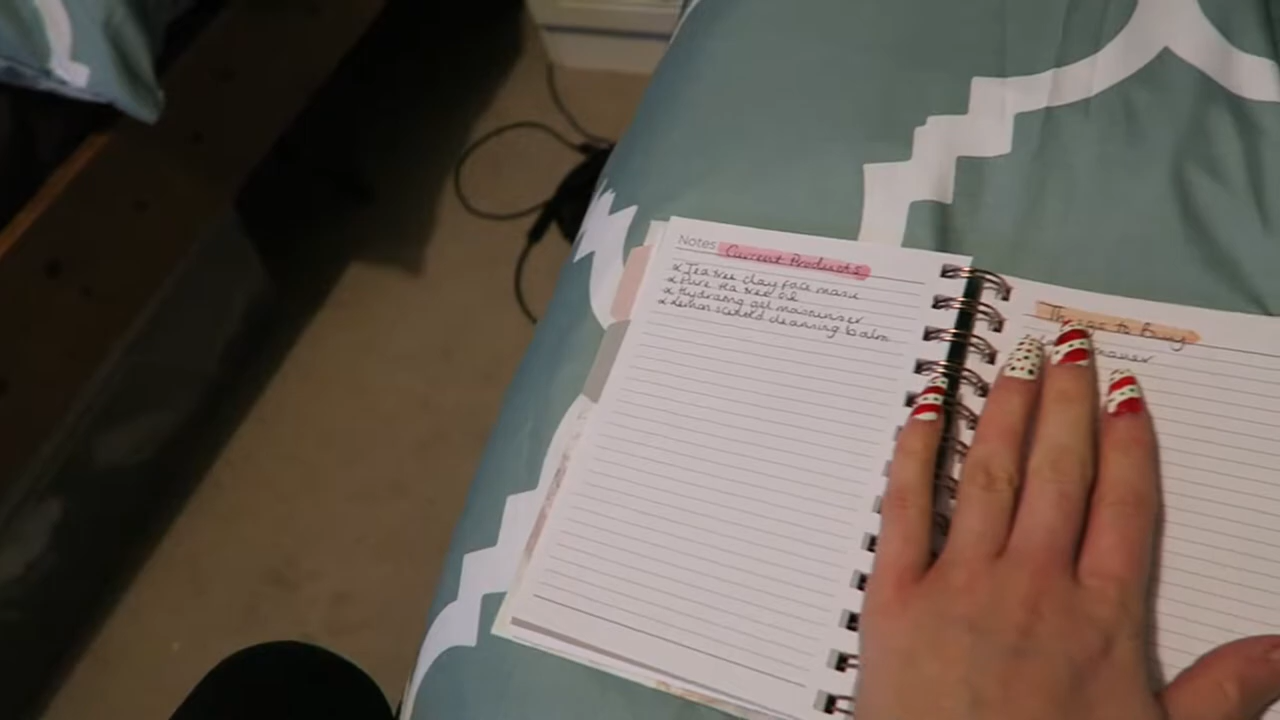 Notes Current Products
* Tea tree clay face mask
* Pure tea tree oil
* Hydrating gel moisturiser
* Lemon scented cleansing balm
Things to Buy